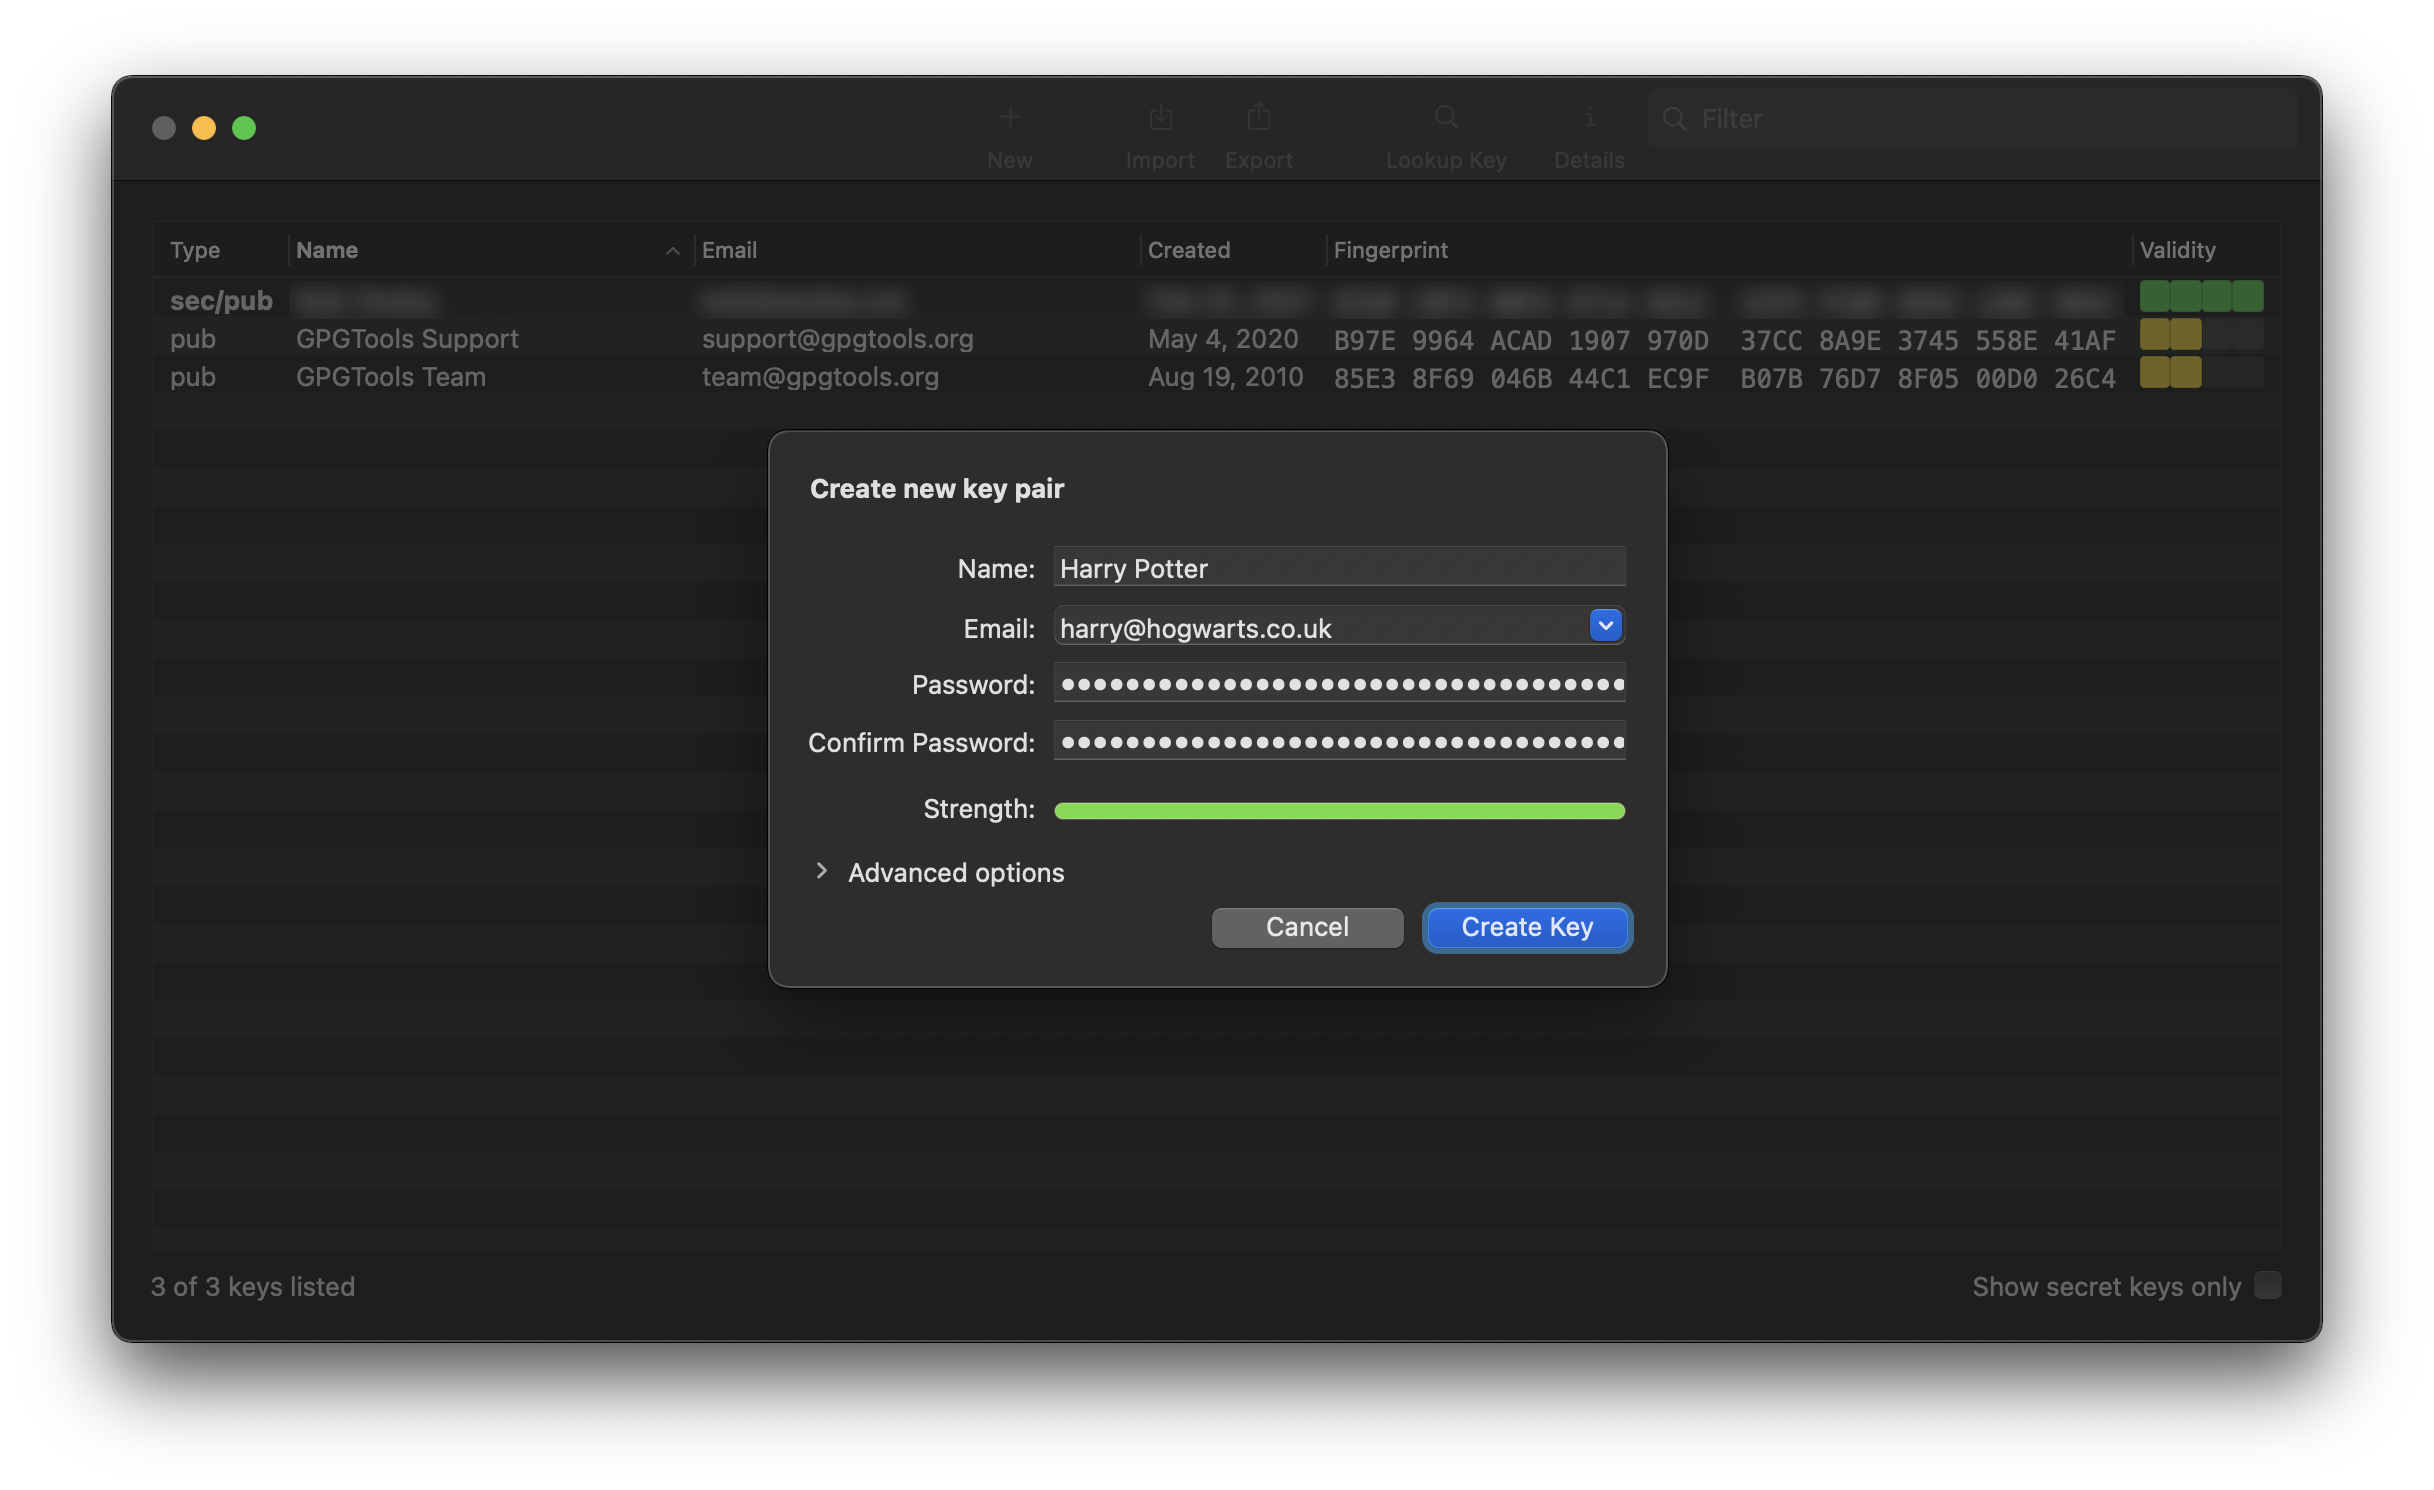 New Import Export Lookup Key Details Filter
Type Name Email Created Fingerprint Validity
sec/pub
pub GPGTools Support support@gpgtools.org May 4, 2020 B97E 9964 ACAD 1907 970D 37CC 8A9E 3745 558E 41AF
pub GPGTools Team team@gpgtools.org Aug 19, 2010 85E3 8F69 046B 44C1 EC9F B07B 76D7 8F05 00D0 26C4
Create new key pair
Name: Harry Potter
Email: harry@hogwarts.co.uk
Password:
Confirm Password:
Strength:
Advanced options
Cancel Create Key
3 of 3 keys listed Show secret keys only